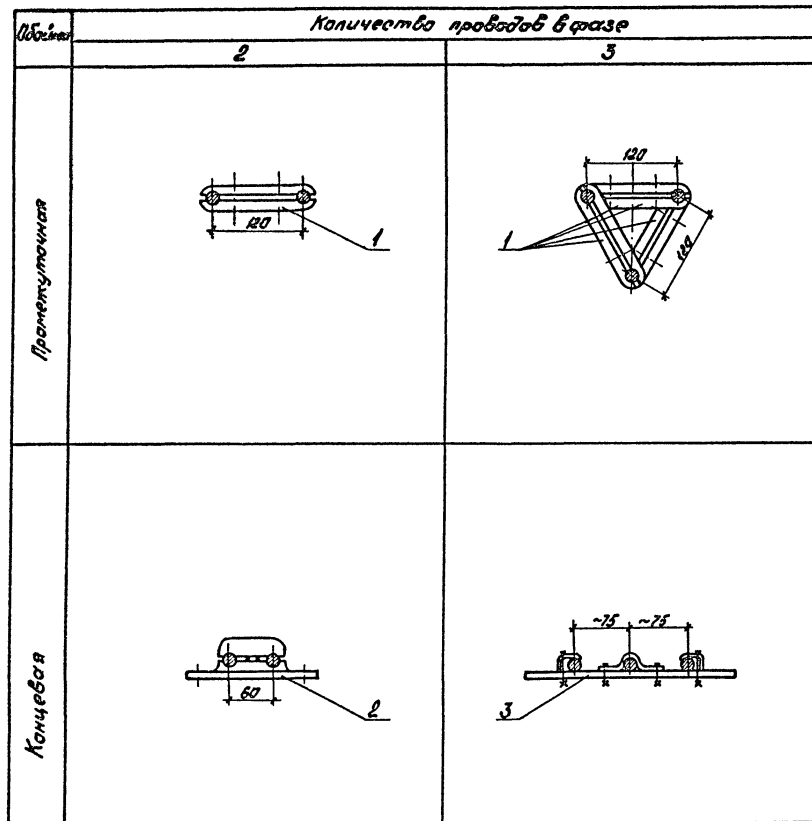 Обойма
Количество проводов в фазе
2
3
Промежуточная
120
1
120
120
1
Концевая
60
2
~75 ~75
3